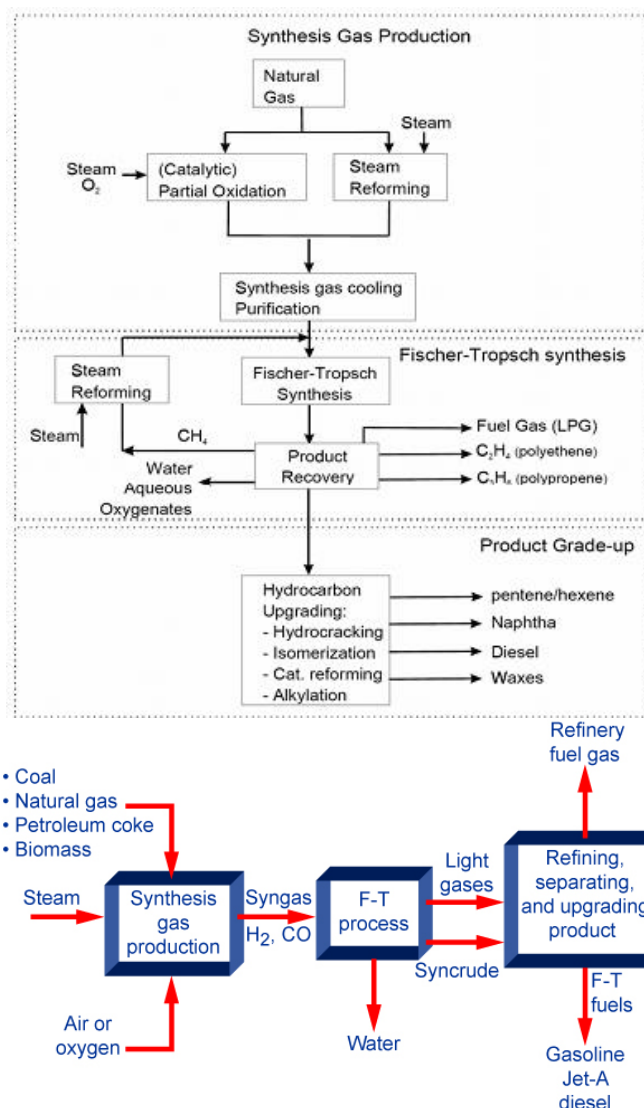 Synthesis Gas Production
Natural
Gas
Steam
Steam
O2
(Catalytic)
Partial Oxidation
Steam
Reforming
Synthesis gas cooling
Purification
Fischer-Tropsch synthesis
Steam
Reforming
Fischer-Tropsch
Synthesis
Steam
CH4
Product
Recovery
Fuel Gas (LPG)
C2H4 (polyethene)
(polypropene)
Water
Aqueous
Oxygenates
Product Grade-up
Hydrocarbon
Upgrading:
- Hydrocracking
- Isomerization
- Cat. reforming
- Alkylation
pentene/hexene
Naphtha
Diesel
Waxes
• Coal
• Natural gas
• Petroleum coke
• Biomass
Steam
Synthesis
gas
production
Air or
oxygen
Syngas
H2, CO
F-T
process
Water
Light
gases
Syncrude
Refinery
fuel gas
Refining,
separating,
and upgrading
product
F-T
fuels
Gasoline
Jet-A
diesel